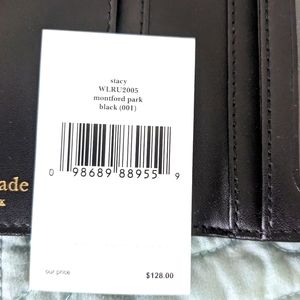 stacy
WLRU2005
montford park
black (001)
0 98689 88955 9
ade
our price
$128.00